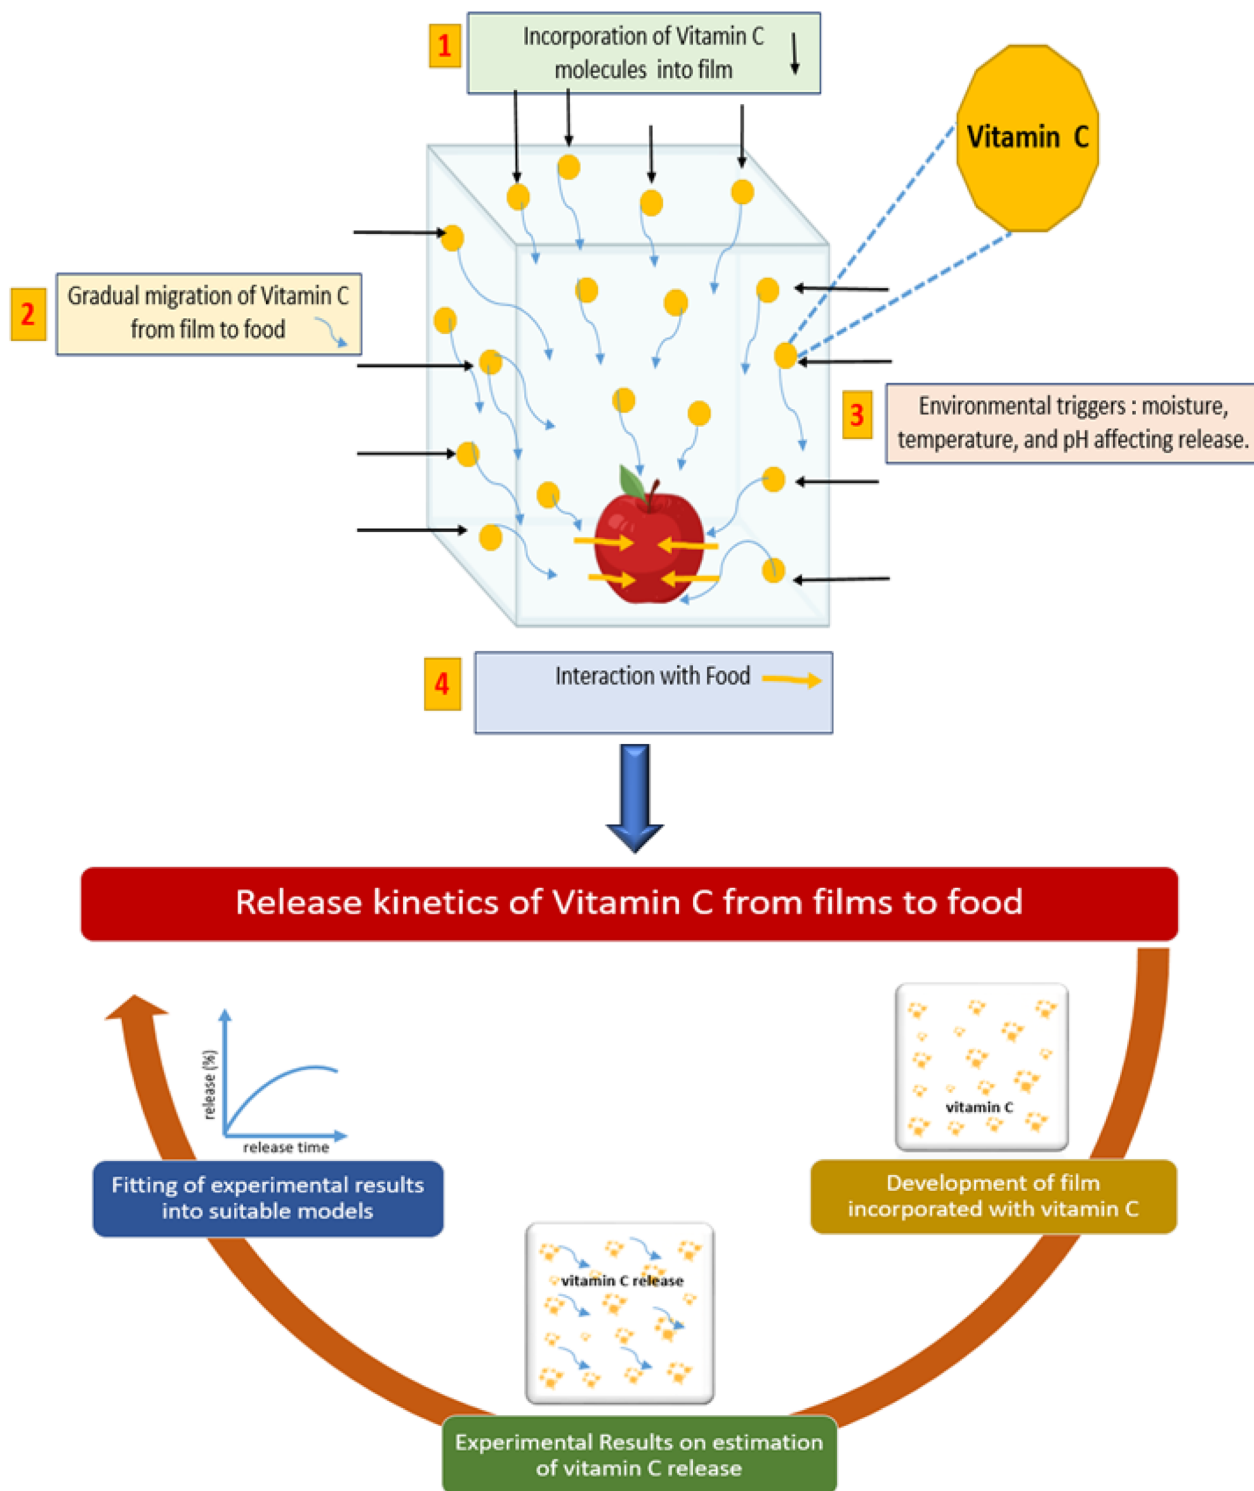 1
Incorporation of Vitamin C
molecules into film
Vitamin C
2
Gradual migration of Vitamin C
from film to food
3
Environmental triggers : moisture,
temperature, and pH affecting release.
4
Interaction with Food
Release kinetics of Vitamin C from films to food
release (%)
release time
Fitting of experimental results
into suitable models
vitamin C
Development of film
incorporated with vitamin C
vitamin C release
Experimental Results on estimation
of vitamin C release